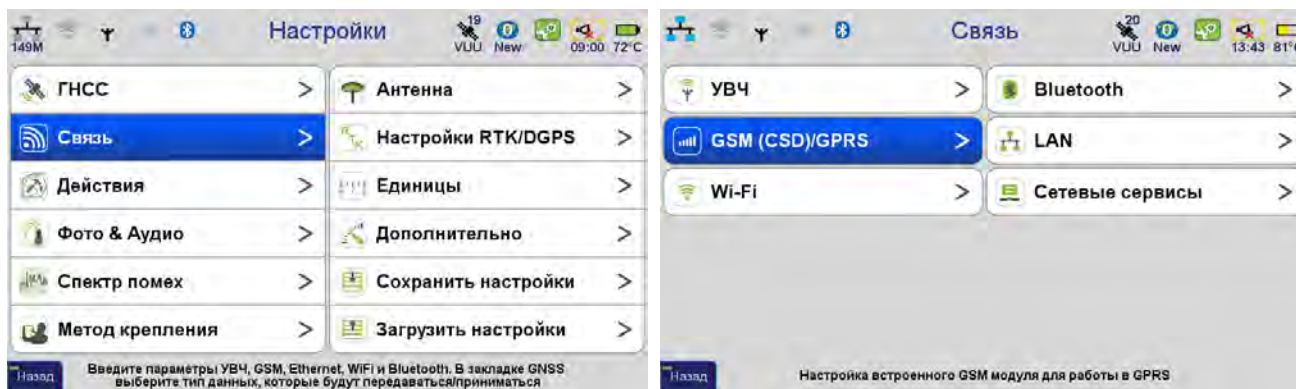 149M
Настройки
19
VUU
New
09:00
72°C
ГНСС
Антенна
Связь
Настройки RTK/DGPS
Действия
Единицы
Фото & Аудио
Дополнительно
Спектр помех
Сохранить настройки
Метод крепления
Загрузить настройки
Назад
Введите параметры УВЧ, GSM, Ethernet, WiFi и Bluetooth. В закладке GNSS
выберите тип данных, которые будут передаваться/приниматься
Связь
20
VUU
New
13:43
УВЧ
Bluetooth
GSM (CSD)/GPRS
LAN
Wi-Fi
Сетевые сервисы
Назад
Настройка встроенного GSM модуля для работы в GPRS